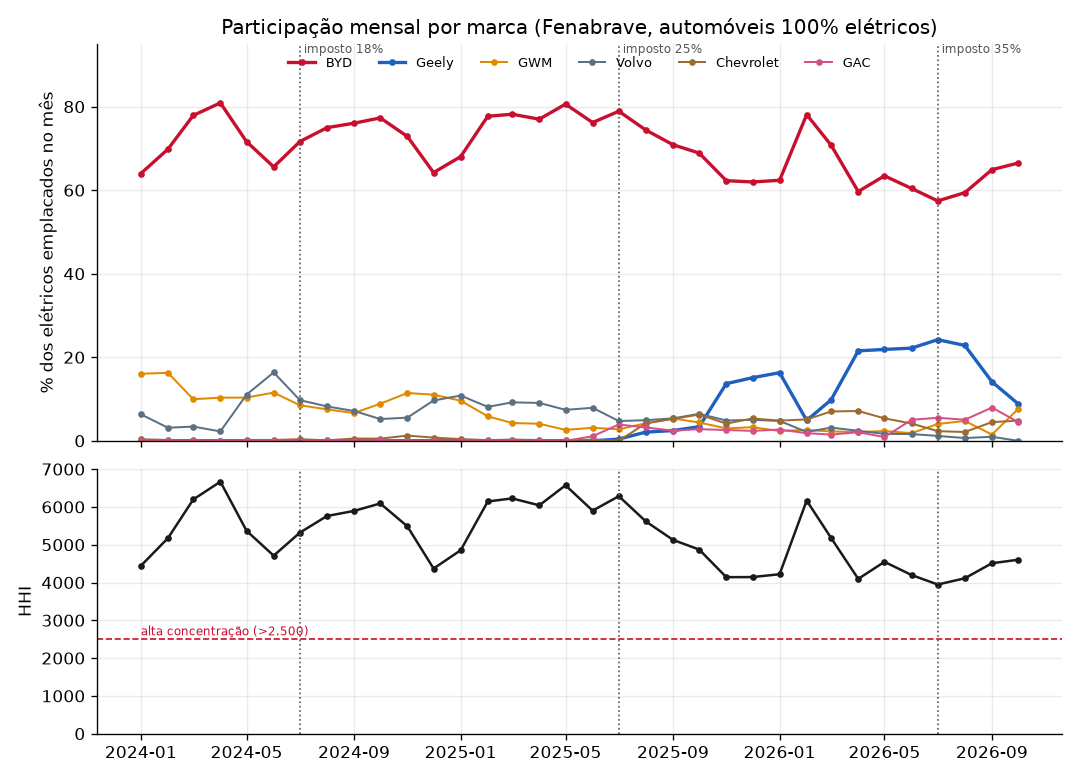 Participação mensal por marca (Fenabrave, automóveis 100% elétricos)
imposto 18%
imposto 25%
imposto 35%
BYD
Geely
GWM
Volvo
Chevrolet
GAC
% dos elétricos emplacados no mês
80
60
40
20
0
HHI
7000
6000
5000
4000
3000
2000
1000
0
alta concentração (>2.500)
2024-01
2024-05
2024-09
2025-01
2025-05
2025-09
2026-01
2026-05
2026-09